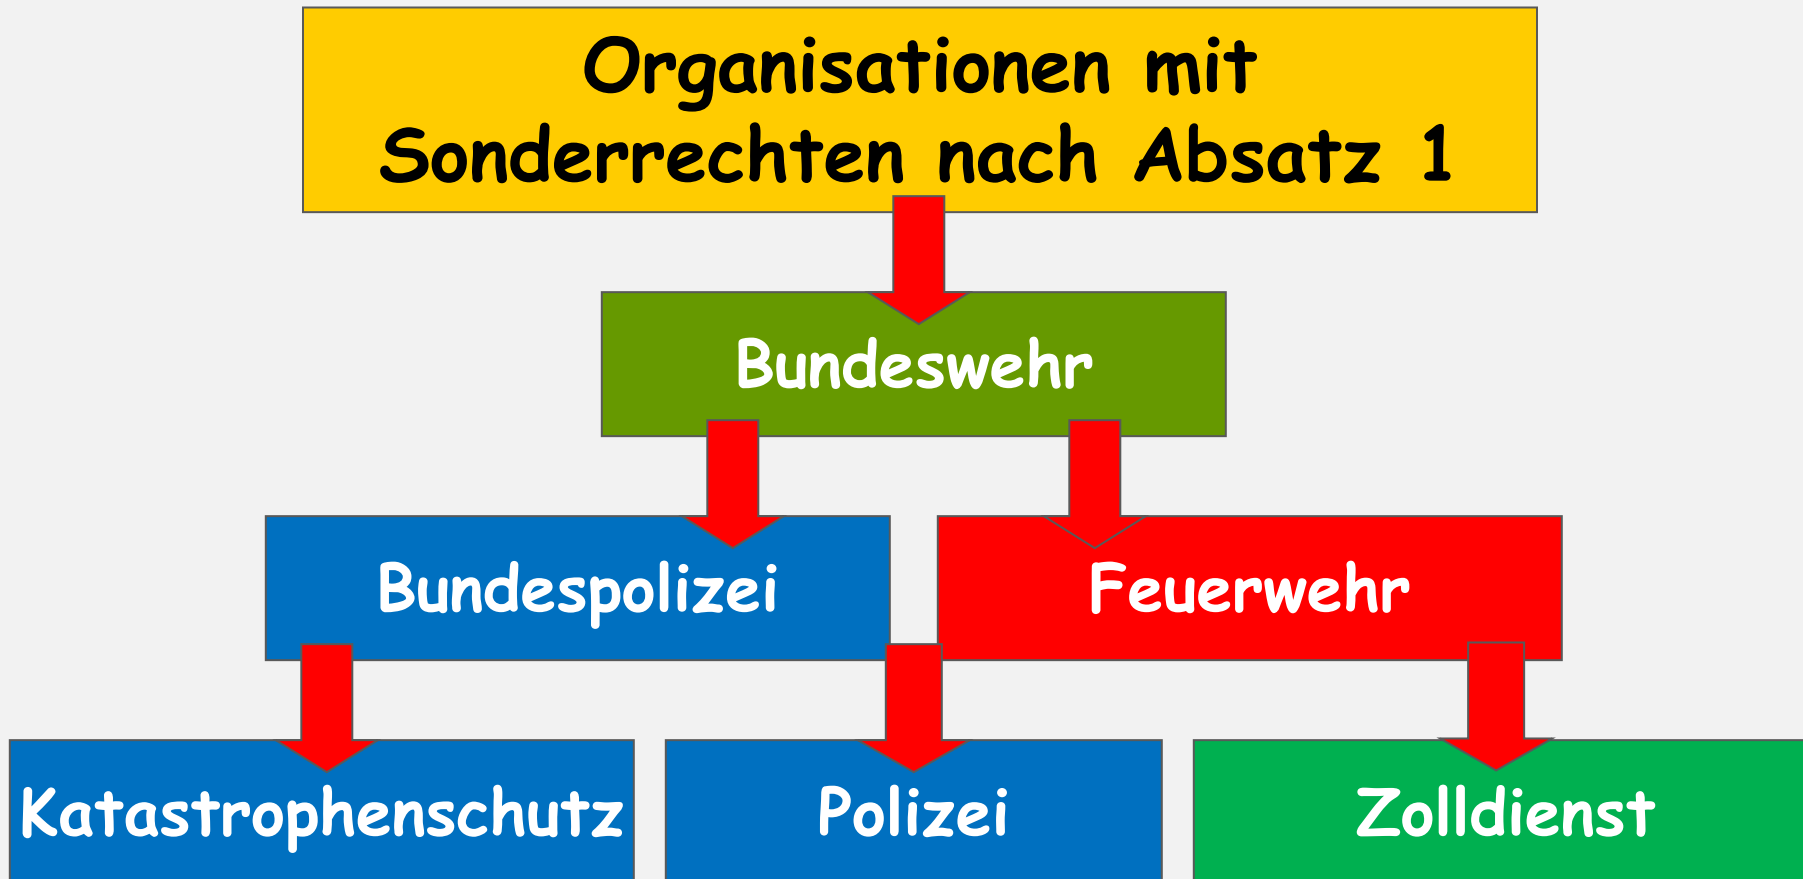 Organisationen mit
Sonderrechten nach Absatz 1
Bundeswehr
Bundespolizei
Feuerwehr
Katastrophenschutz
Polizei
Zolldienst